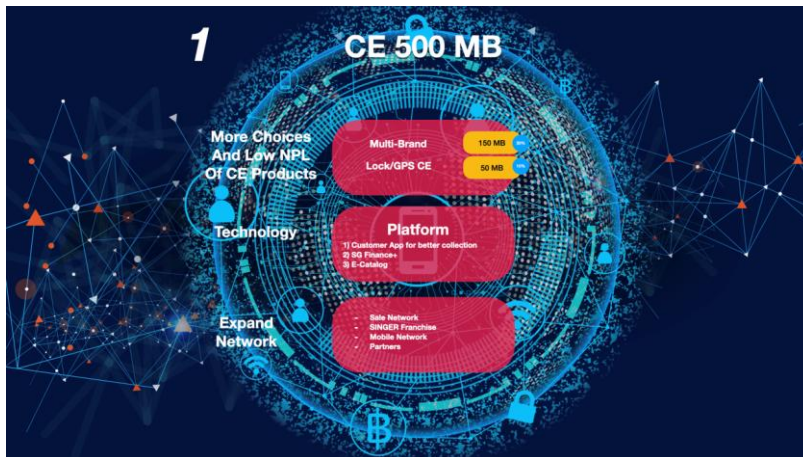 1
CE 500 MB
More Choices
And Low NPL
Of CE Products
Multi-Brand
150 MB
Lock/GPS CE
50 MB
Technology
Platform
1) Customer App for better collection
2) SG Finance+
3) E-Catalog
Expand
Network
- Sale Network
- SINGER Franchise
- Mobile Network
- Partners